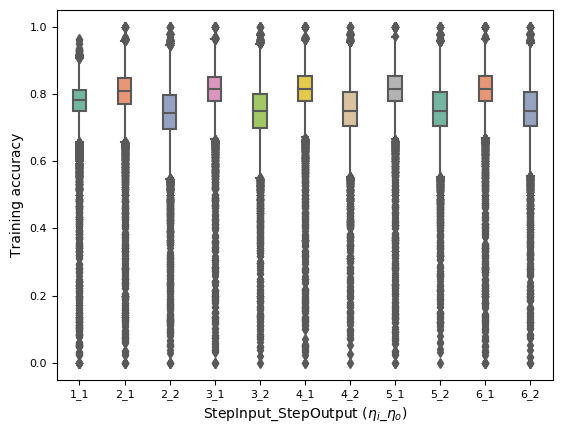 1.0
0.8
0.6
0.4
0.2
0.0
Training accuracy
1_1 2_1 2_2 3_1 3_2 4_1 4_2 5_1 5_2 6_1 6_2
StepInput_StepOutput (ηi_ηo)